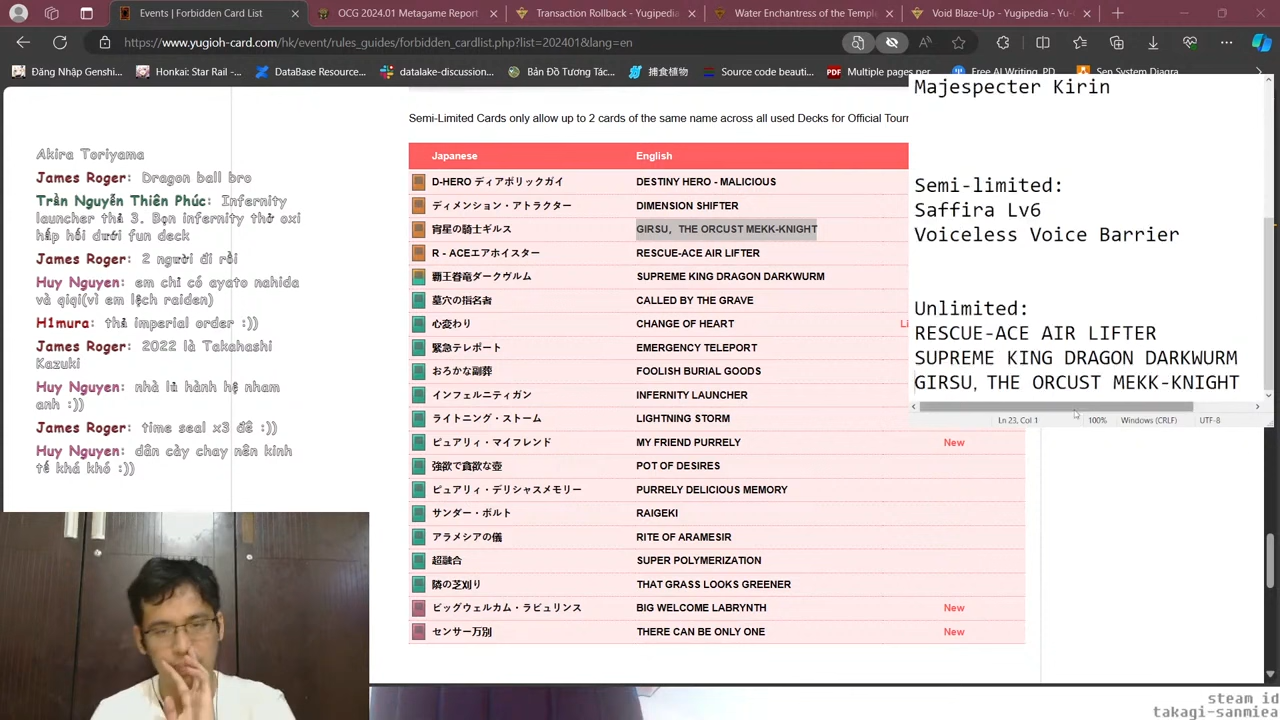 Events | Forbidden Card List
OCG 2024.01 Metagame Report
Transaction Rollback - Yugipedia
Water Enchantress of the Temple
Void Blaze-Up - Yugipedia - Yu
https://www.yugioh-card.com/hk/event/rules_guides/forbidden_cardlist.php?list=202401&lang=en
Đăng Nhập Genshi...
Honkai: Star Rail -...
DataBase Resource...
datalake-discussion...
Bản Đồ Tương Tác...
捕食植物
Source code beauti...
PDF Multiple pages per
Free AI Writing, PD
Sen System Diagra
Akira Toriyama
James Roger: Dragon ball bro
Trần Nguyễn Thiên Phúc: Infernity
launcher thả 3. Bọn infernity thở oxi
hấp hối dưới fun deck
James Roger: 2 người đi rồi
Huy Nguyen: em chỉ có ayato nahida
và qiqi(vì em lệch raiden)
H1mura: thả imperial order :))
James Roger: 2022 là Takahashi
Kazuki
Huy Nguyen: nhà lữ hành hệ nham
anh :))
James Roger: time seal x3 đê :))
Huy Nguyen: dân cày chay nên kinh
tế khá khó :))
Semi-Limited Cards only allow up to 2 cards of the same name across all used Decks for Official Tourn
Japanese English
D-HERO ディアボリックガイ DESTINY HERO - MALICIOUS
ディメンション・アトラクター DIMENSION SHIFTER
宵星の騎士ギルス GIRSU, THE ORCUST MEKK-KNIGHT
R－ACEエアホイスター RESCUE-ACE AIR LIFTER
覇王眷竜ダークヴルム SUPREME KING DRAGON DARKWURM
墓穴の指名者 CALLED BY THE GRAVE
心変わり CHANGE OF HEART Li
緊急テレポート EMERGENCY TELEPORT
おろかな副葬 FOOLISH BURIAL GOODS
インフェルニティガン INFERNITY LAUNCHER
ライトニング・ストーム LIGHTNING STORM
ピュアリィ・マイフレンド MY FRIEND PURRELY New
強欲で貪欲な壺 POT OF DESIRES
ピュアリィ・デリシャスメモリー PURRELY DELICIOUS MEMORY
サンダー・ボルト RAIGEKI
アラメシアの儀 RITE OF ARAMESIR
超融合 SUPER POLYMERIZATION
隣の芝刈り THAT GRASS LOOKS GREENER
ビッグウェルカム・ラビュリンス BIG WELCOME LABRYNTH New
センサー万別 THERE CAN BE ONLY ONE New
Majespecter Kirin
Semi-limited:
Saffira Lv6
Voiceless Voice Barrier
Unlimited:
RESCUE-ACE AIR LIFTER
SUPREME KING DRAGON DARKWURM
GIRSU, THE ORCUST MEKK-KNIGHT
Ln 23, Col 1 100% Windows (CRLF) UTF-8
steam id
takagi-sanmiea